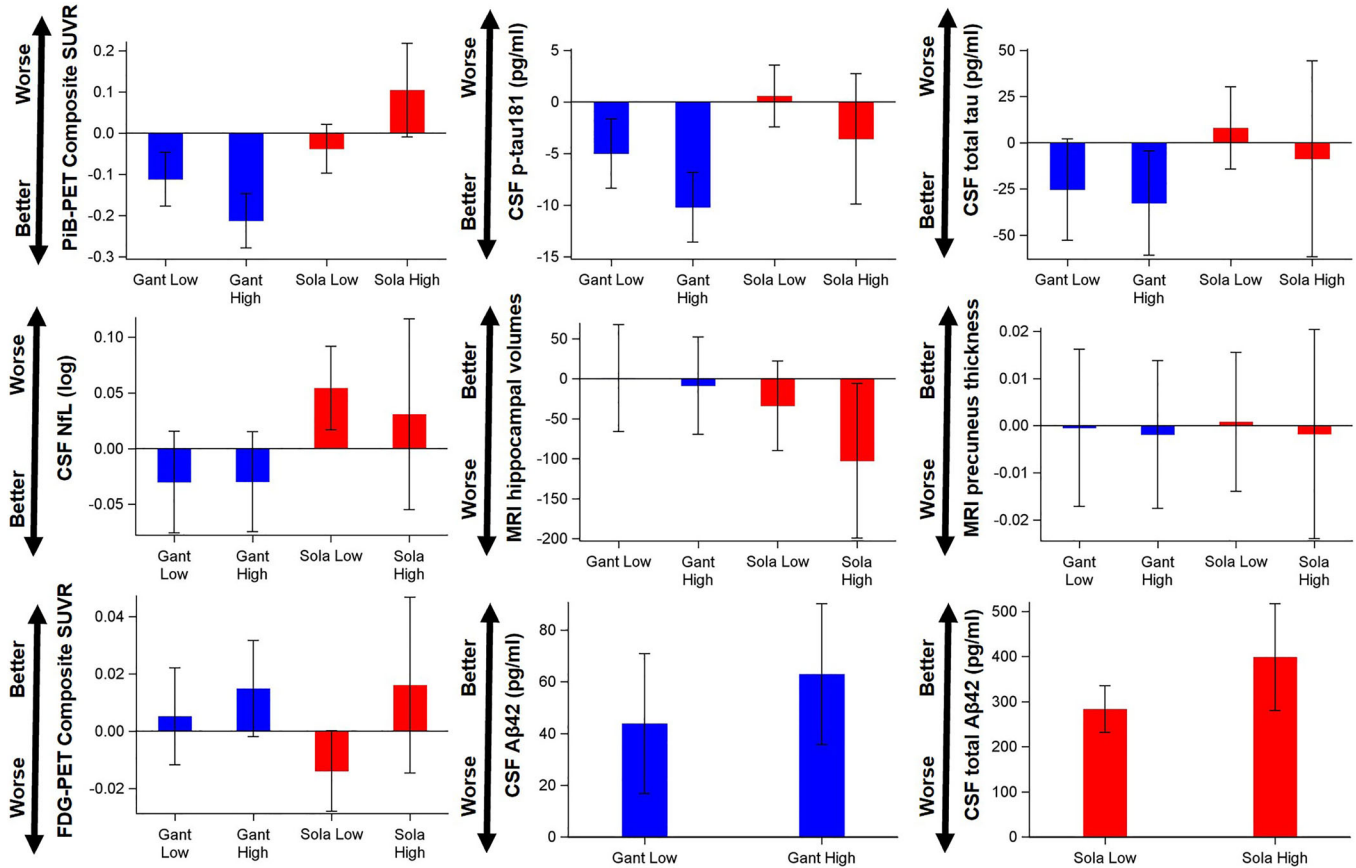 Worse
Better
PiB-PET Composite SUVR
0.2
0.1
0.0
-0.1
-0.2
-0.3
Gant Low
Gant
High
Sola Low
Sola High
Worse
Better
CSF p-tau181 (pg/ml)
5
0
-5
-10
-15
Gant Low
Gant
High
Sola Low
Sola High
Worse
Better
CSF total tau (pg/ml)
50
25
0
-25
-50
Gant Low
Gant
High
Sola Low
Sola High
Worse
Better
CSF NfL (log)
0.10
0.05
0.00
-0.05
Gant
Low
Gant
High
Sola Low
Sola
High
Better
Worse
MRI hippocampal volumes
50
0
-50
-100
-150
-200
Gant Low
Gant
High
Sola Low
Sola
High
Better
Worse
MRI precuneus thickness
0.02
0.01
0.00
-0.01
-0.02
Gant
Low
Gant
High
Sola Low
Sola
High
Better
Worse
FDG-PET Composite SUVR
0.04
0.02
0.00
-0.02
Gant
Low
Gant
High
Sola Low
Sola
High
Better
Worse
CSF Aβ42 (pg/ml)
80
60
40
20
0
Gant Low
Gant High
Better
Worse
CSF total Aβ42 (pg/ml)
500
400
300
200
100
0
Sola Low
Sola High